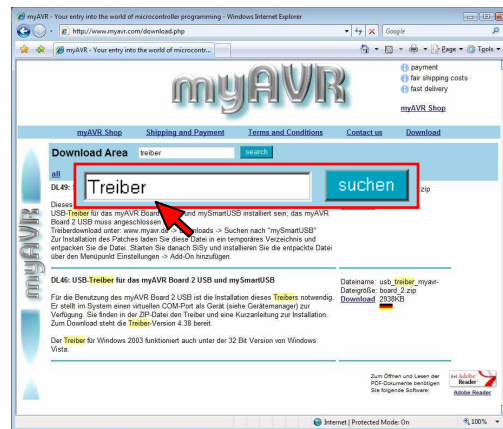 myAVR - Your entry into the world of microcontroller programming - Windows Internet Explorer
http://www.myavr.com/download.php
Google
myAVR - Your entry into the world of microcontr...
Page
Tools
myAVR
payment
fair shipping costs
fast delivery
myAVR Shop
myAVR Shop Shipping and Payment Terms and Conditions Contact us Download
Download Area treiber search
all
Treiber suchen
DL49:
zip
Dieses
USB-Treiber für das myAVR Board und mySmartUSB installiert sein; das myAVR
Board 2 USB muss angeschlossen
Treiberdownload unter: www.myavr.de -> Downloads -> Suchen nach "mySmartUSB"
Zur Installation des Patches laden Sie diese Datei in ein temporäres Verzeichnis und
entpacken Sie die Datei. Starten Sie danach SiSy und installieren Sie die entpackte Datei
über den Menüpunkt Einstellungen -> Add-On hinzufügen.
myAVR
DL46: USB-Treiber für das myAVR Board 2 USB und mySmartUSB
Für die Benutzung des myAVR Board 2 USB ist die Installation dieses Treibers notwendig.
Er stellt im System einen virtuellen COM-Port als Gerät (siehe Gerätemanager) zur
Verfügung. Sie finden in der ZIP-Datei den Treiber und eine Kurzanleitung zur Installation.
Zum Download steht die Treiber-Version 4.38 bereit.
Der Treiber für Windows 2003 funktioniert auch unter der 32 Bit Version von Windows
Vista.
Dateiname: usb_treiber_myavr-
Dateigröße: board_2.zip
Download 2938KB
Zum Öffnen und Lesen der
PDF-Dokumente benötigen
Sie folgende Software:
Get Adobe
Reader
Adobe Reader
Internet | Protected Mode: On
100%